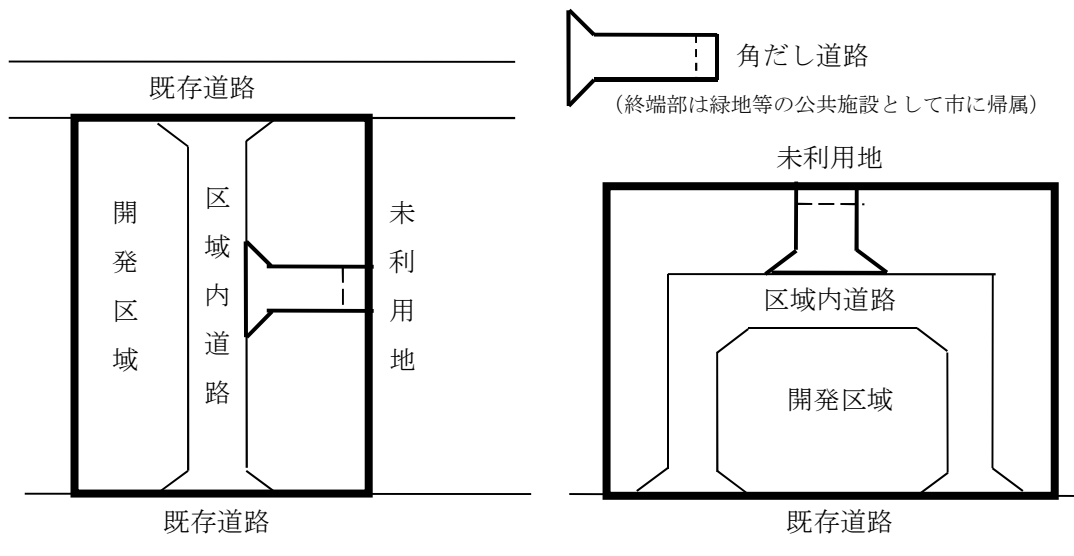 既存道路
開発区域
区域内道路
未利用地
既存道路
角だし道路
(終端部は緑地等の公共施設として市に帰属)
未利用地
区域内道路
開発区域
既存道路